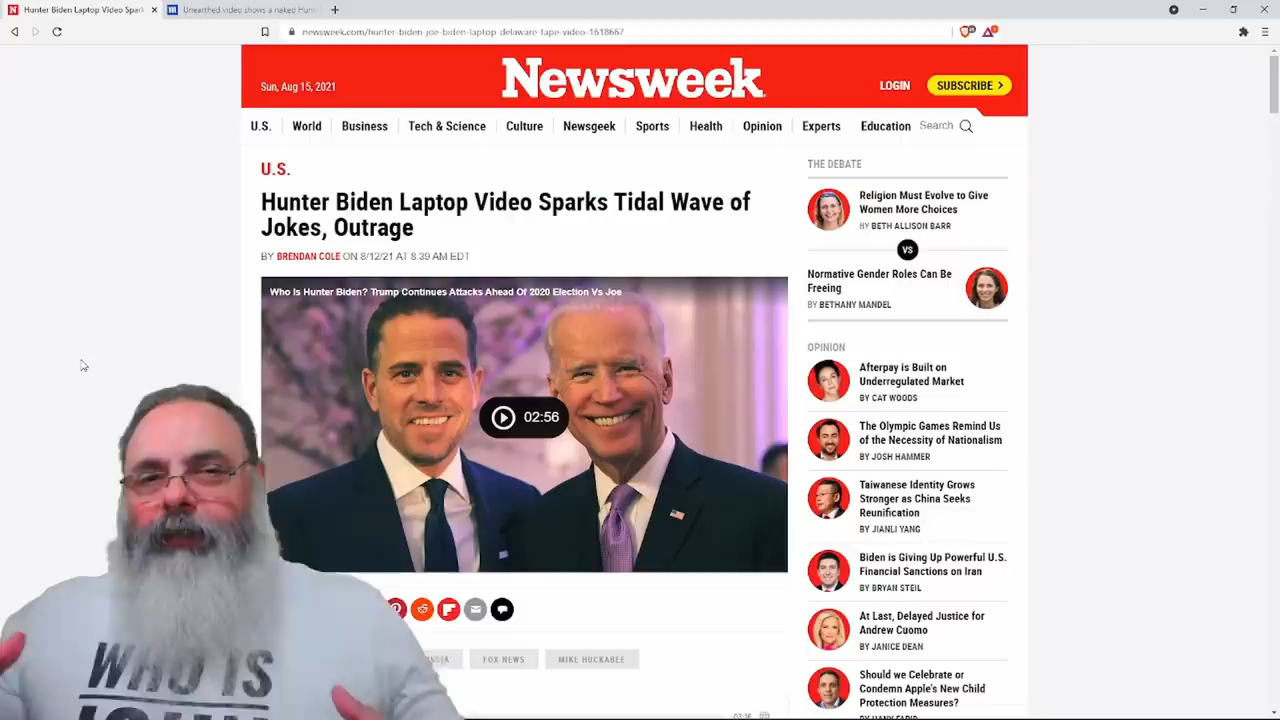 Hunter Biden Laptop Video Spark
Unearthed video shows a naked Hunt
newsweek.com/hunter-biden-joe-biden-laptop-delaware-tape-video-1618667
Sun, Aug 15, 2021
Newsweek
LOGIN
SUBSCRIBE >
U.S.
World
Business
Tech & Science
Culture
Newsgeek
Sports
Health
Opinion
Experts
Education
Search
U.S.
Hunter Biden Laptop Video Sparks Tidal Wave of
Jokes, Outrage
BY BRENDAN COLE ON 8/12/21 AT 8:39 AM EDT
Who Is Hunter Biden? Trump Continues Attacks Ahead Of 2020 Election Vs Joe
02:56
FOX NEWS
MIKE HUCKABEE
THE DEBATE
Religion Must Evolve to Give
Women More Choices
BY BETH ALLISON BARR
VS
Normative Gender Roles Can Be
Freeing
BY BETHANY MANDEL
OPINION
Afterpay is Built on
Underregulated Market
BY CAT WOODS
The Olympic Games Remind Us
of the Necessity of Nationalism
BY JOSH HAMMER
Taiwanese Identity Grows
Stronger as China Seeks
Reunification
BY JIANLI YANG
Biden is Giving Up Powerful U.S.
Financial Sanctions on Iran
BY BRYAN STEIL
At Last, Delayed Justice for
Andrew Cuomo
BY JANICE DEAN
Should we Celebrate or
Condemn Apple's New Child
Protection Measures?